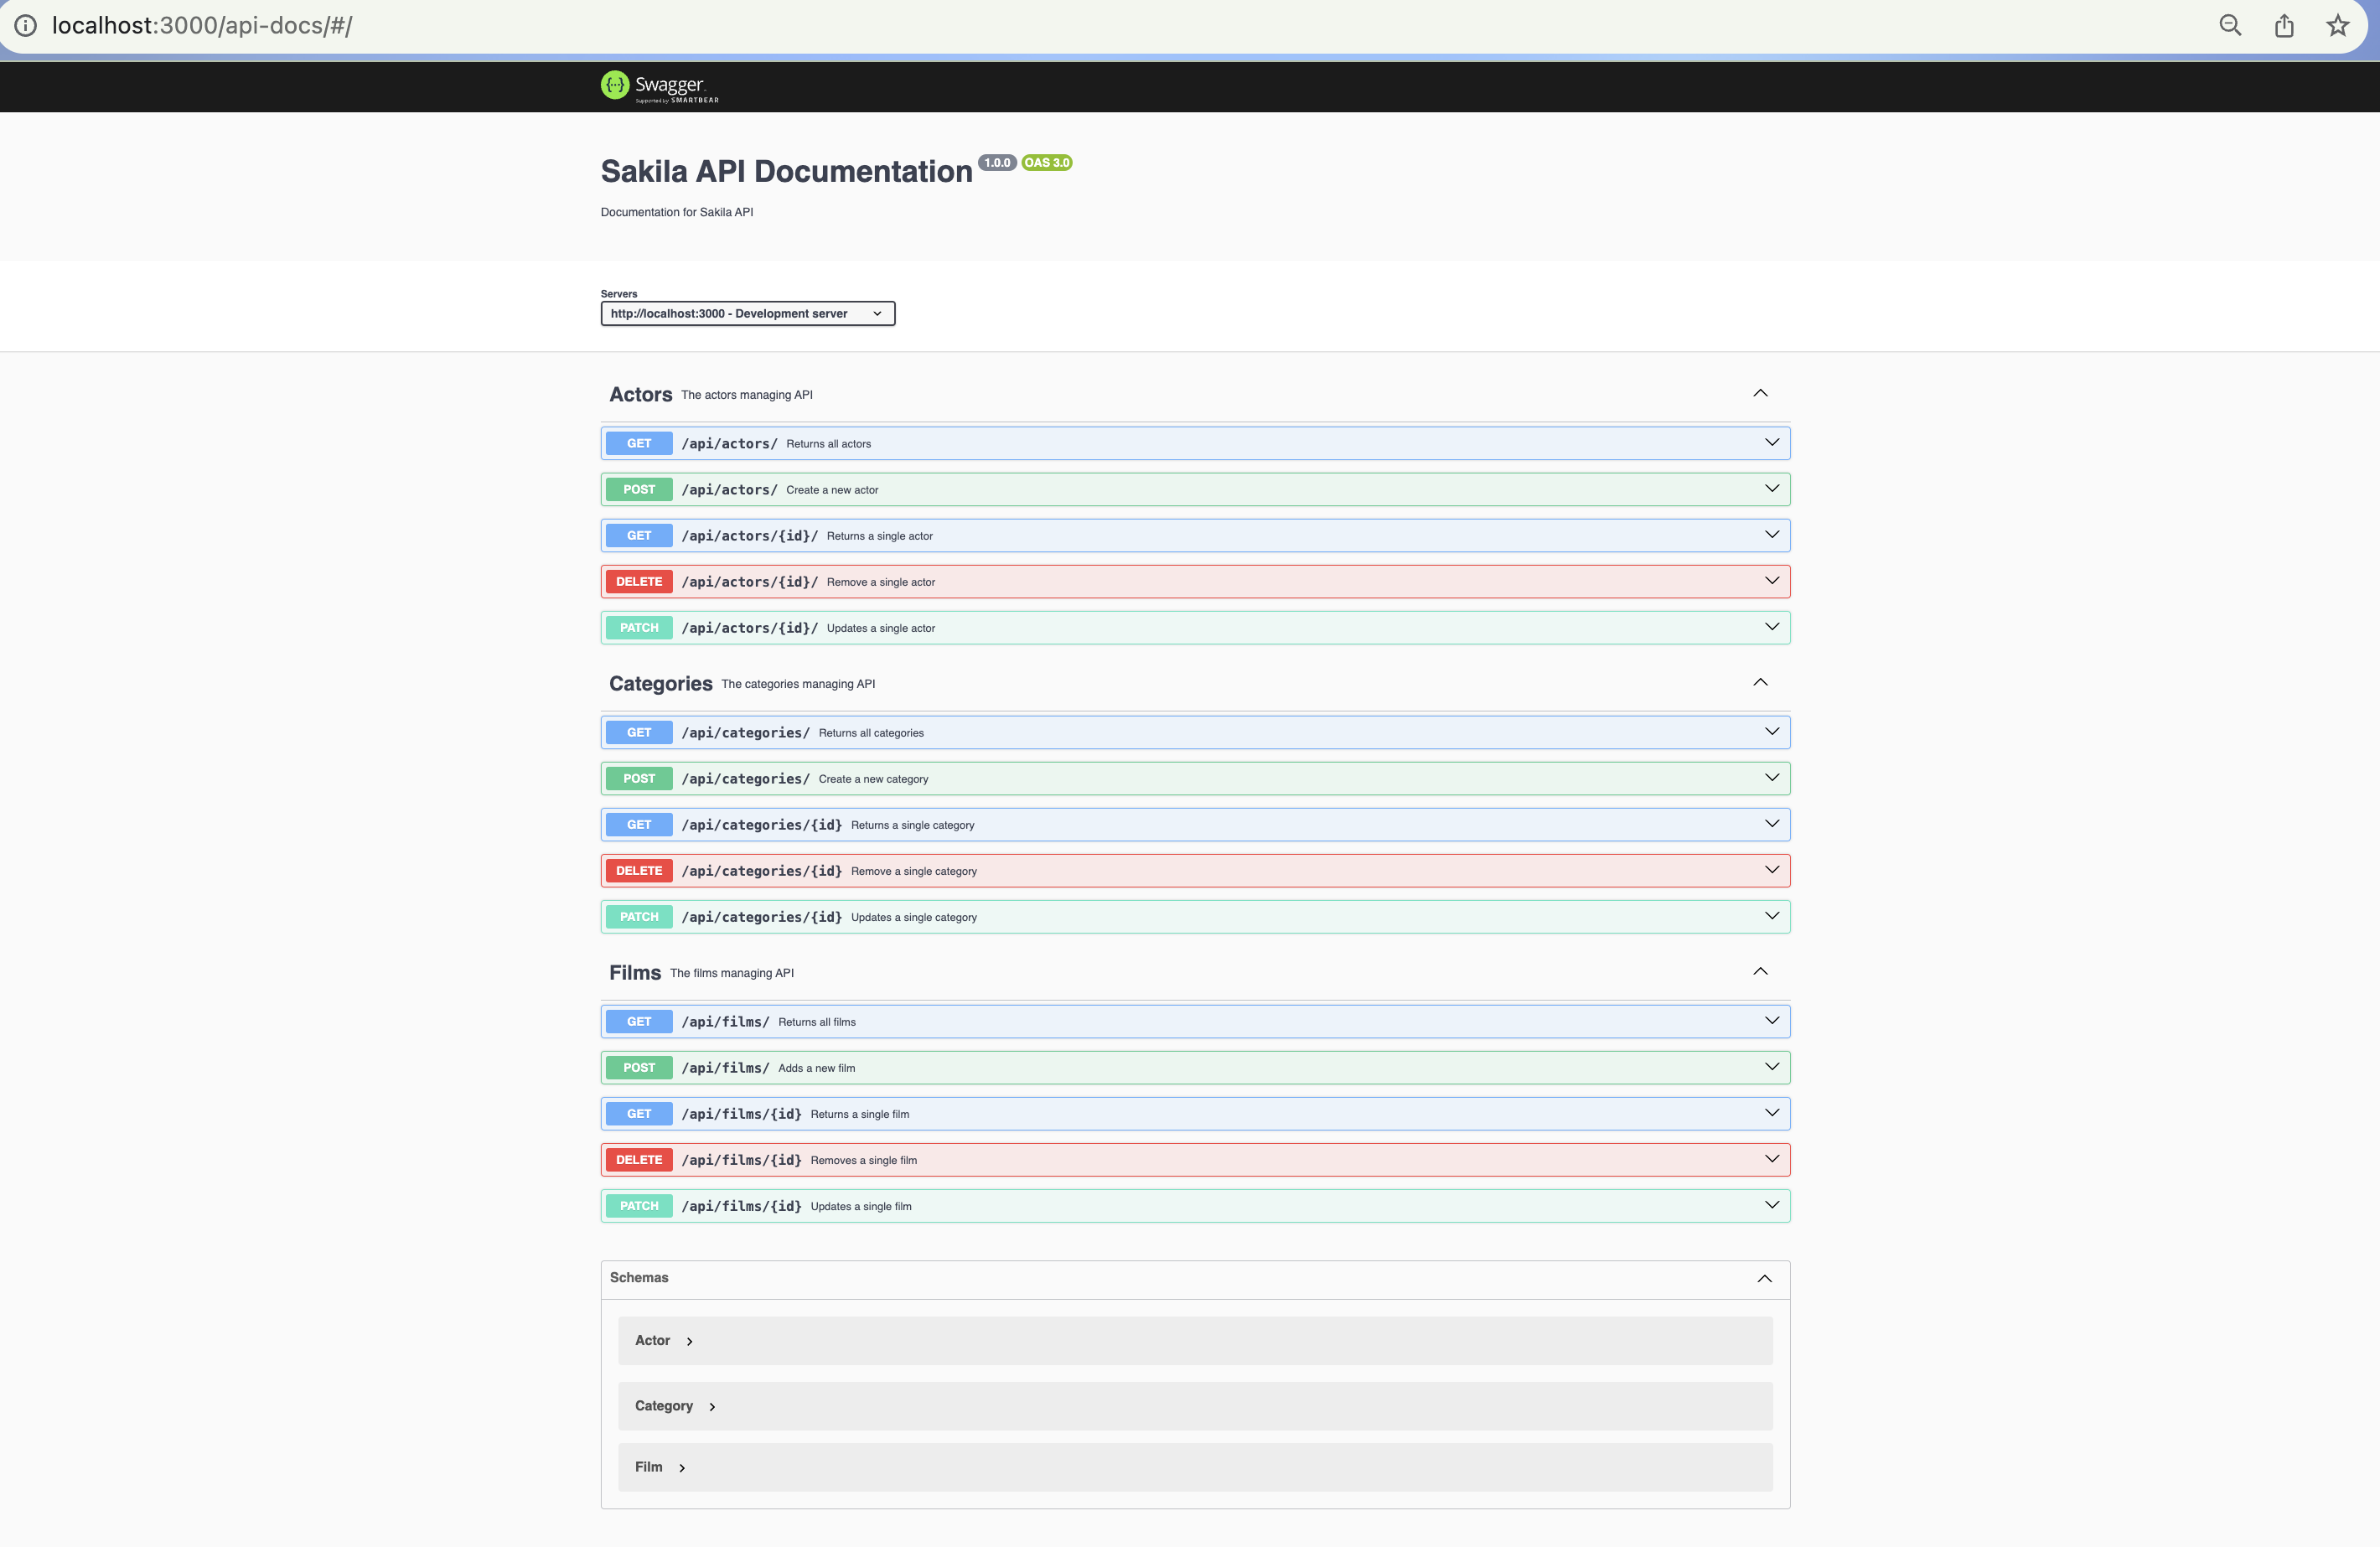 localhost:3000/api-docs/#/
Swagger
Supported by SMARTBEAR
Sakila API Documentation 1.0.0 OAS 3.0
Documentation for Sakila API
Servers
http://localhost:3000 - Development server
Actors The actors managing API
GET /api/actors/ Returns all actors
POST /api/actors/ Create a new actor
GET /api/actors/{id}/ Returns a single actor
DELETE /api/actors/{id}/ Remove a single actor
PATCH /api/actors/{id}/ Updates a single actor
Categories The categories managing API
GET /api/categories/ Returns all categories
POST /api/categories/ Create a new category
GET /api/categories/{id} Returns a single category
DELETE /api/categories/{id} Remove a single category
PATCH /api/categories/{id} Updates a single category
Films The films managing API
GET /api/films/ Returns all films
POST /api/films/ Adds a new film
GET /api/films/{id} Returns a single film
DELETE /api/films/{id} Removes a single film
PATCH /api/films/{id} Updates a single film
Schemas
Actor
Category
Film